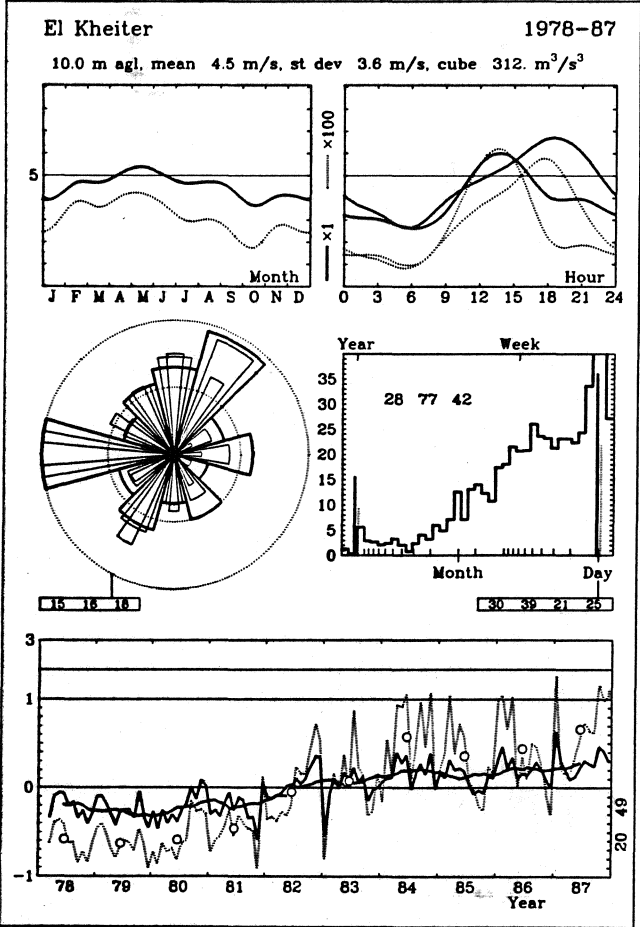 El Kheiter 1978-87
10.0 m agl, mean 4.5 m/s, st dev 3.6 m/s, cube 312. m³/s³
5
Month
J F M A M J J A S O N D
×1 ×100
Hour
0 3 6 9 12 15 18 21 24
Year Week
28 77 42
35
30
25
20
15
10
5
0
Month Day
15 16 18
30 39 21 25
3
1
0
-1
20 49
78 79 80 81 82 83 84 85 86 87
Year